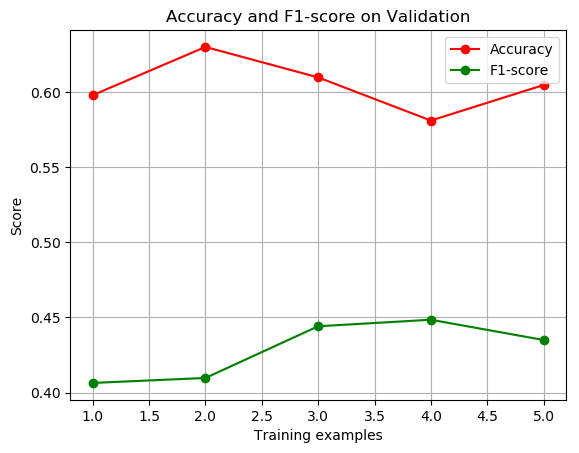 Accuracy and F1-score on Validation
Accuracy
F1-score
0.60
0.55
0.50
0.45
0.40
Score
1.0 1.5 2.0 2.5 3.0 3.5 4.0 4.5 5.0
Training examples